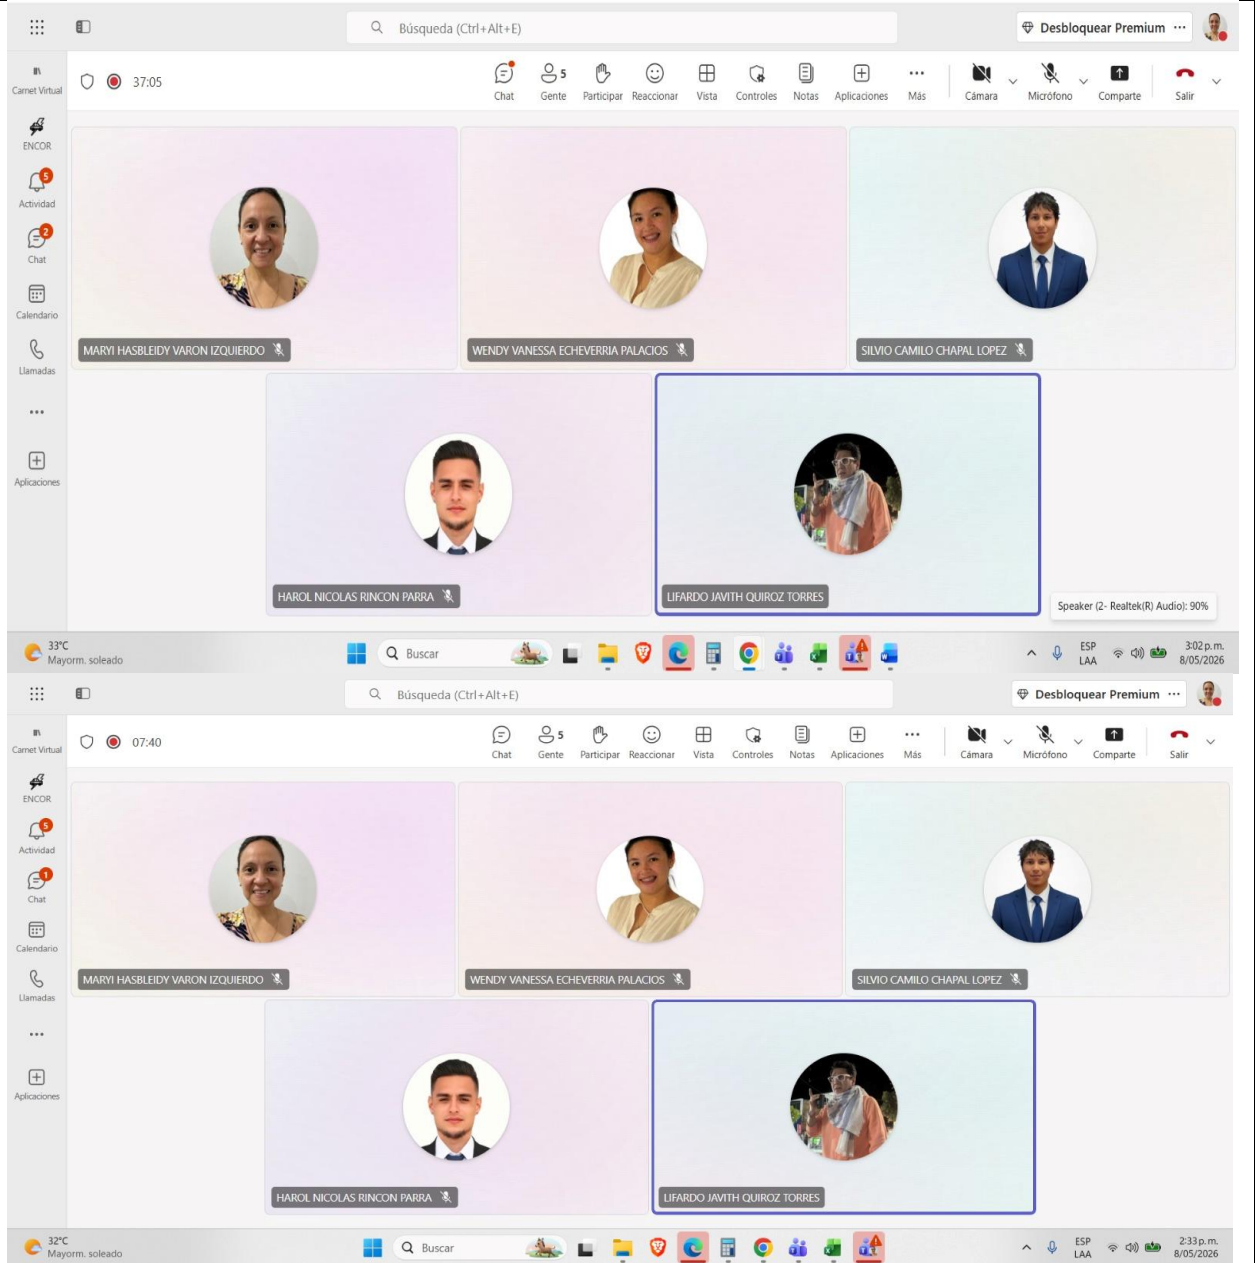 Búsqueda (Ctrl+Alt+E)
Desbloquear Premium ···
Carnet Virtual
37:05
Chat
Gente 5
Participar
Reaccionar
Vista
Controles
Notas
Aplicaciones
Más
Cámara
Micrófono
Comparte
Salir
ENCOR
5
Actividad
2
Chat
Calendario
Llamadas
Aplicaciones
MARYI HASBLEIDY VARON IZQUIERDO
WENDY VANESSA ECHEVERRIA PALACIOS
SILVIO CAMILO CHAPAL LOPEZ
HAROL NICOLAS RINCON PARRA
LIFARDO JAVITH QUIROZ TORRES
Speaker (2- Realtek(R) Audio): 90%
33°C
Mayorm. soleado
Buscar
ESP
LAA
3:02 p. m.
8/05/2026
Búsqueda (Ctrl+Alt+E)
Desbloquear Premium ···
Carnet Virtual
07:40
Chat
Gente 5
Participar
Reaccionar
Vista
Controles
Notas
Aplicaciones
Más
Cámara
Micrófono
Comparte
Salir
ENCOR
5
Actividad
1
Chat
Calendario
Llamadas
Aplicaciones
MARYI HASBLEIDY VARON IZQUIERDO
WENDY VANESSA ECHEVERRIA PALACIOS
SILVIO CAMILO CHAPAL LOPEZ
HAROL NICOLAS RINCON PARRA
LIFARDO JAVITH QUIROZ TORRES
32°C
Mayorm. soleado
Buscar
ESP
LAA
2:33 p. m.
8/05/2026